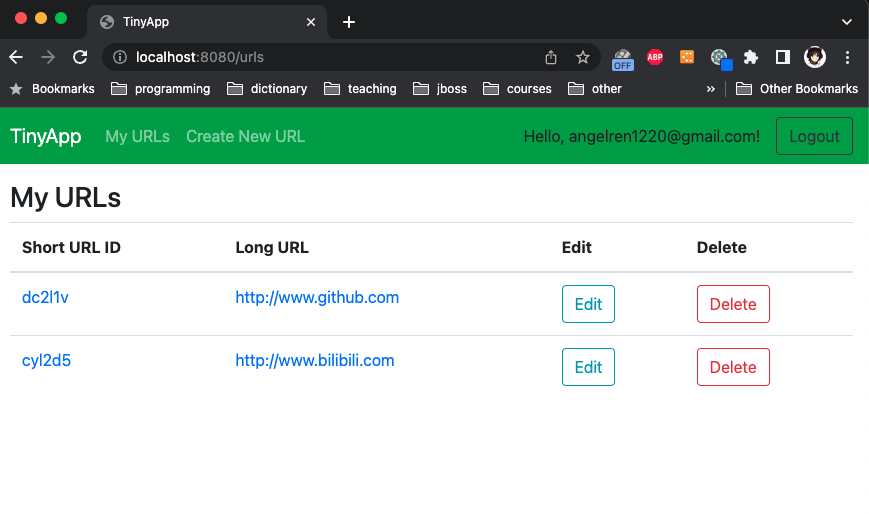 TinyApp
localhost:8080/urls
OFF
ABP
Bookmarks programming dictionary teaching jboss courses other » Other Bookmarks
TinyApp My URLs Create New URL Hello, angelren1220@gmail.com! Logout
My URLs
Short URL ID Long URL Edit Delete
dc2l1v http://www.github.com Edit Delete
cyl2d5 http://www.bilibili.com Edit Delete